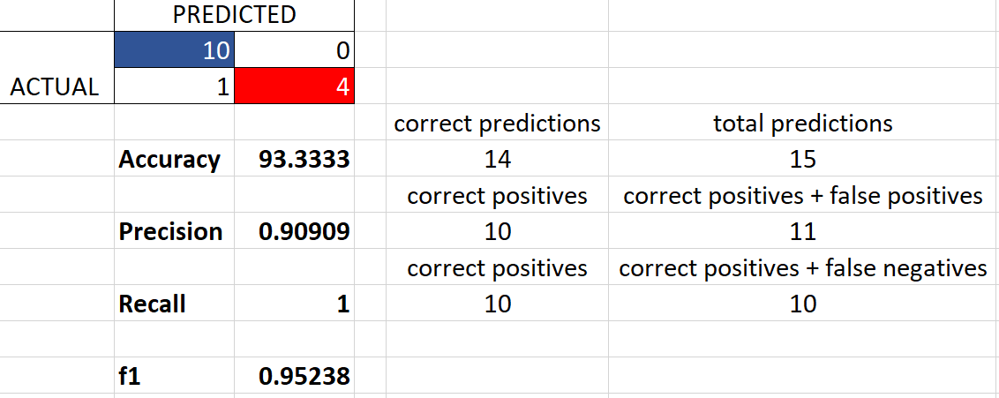 PREDICTED
10 0
ACTUAL 1 4
correct predictions total predictions
Accuracy 93.3333 14 15
correct positives correct positives + false positives
Precision 0.90909 10 11
correct positives correct positives + false negatives
Recall 1 10 10
f1 0.95238